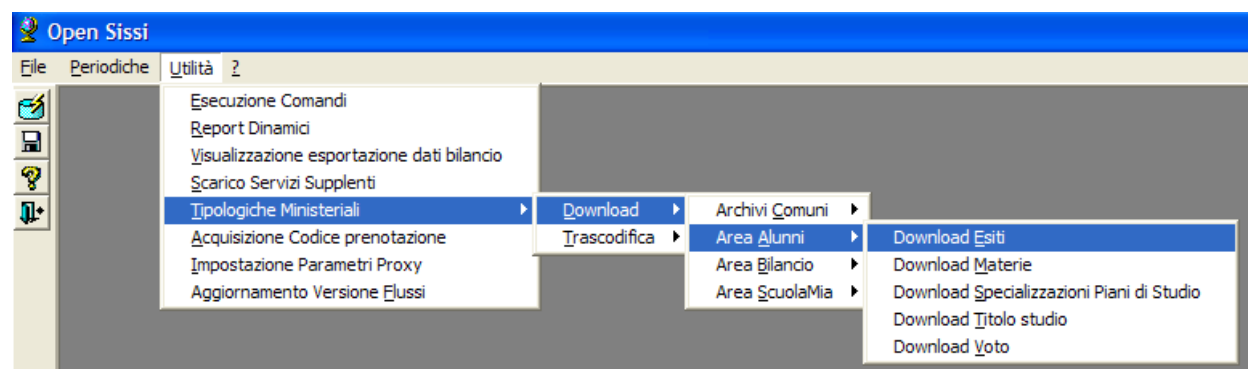 Open Sissi
File Periodiche Utilità ?
Esecuzione Comandi
Report Dinamici
Visualizzazione esportazione dati bilancio
Scarico Servizi Supplenti
Tipologiche Ministeriali Download Archivi Comuni
Acquisizione Codice prenotazione Trascodifica Area Alunni Download Esiti
Impostazione Parametri Proxy Area Bilancio Download Materie
Aggiornamento Versione Flussi Area ScuolaMia Download Specializzazioni Piani di Studio
Download Titolo studio
Download Voto